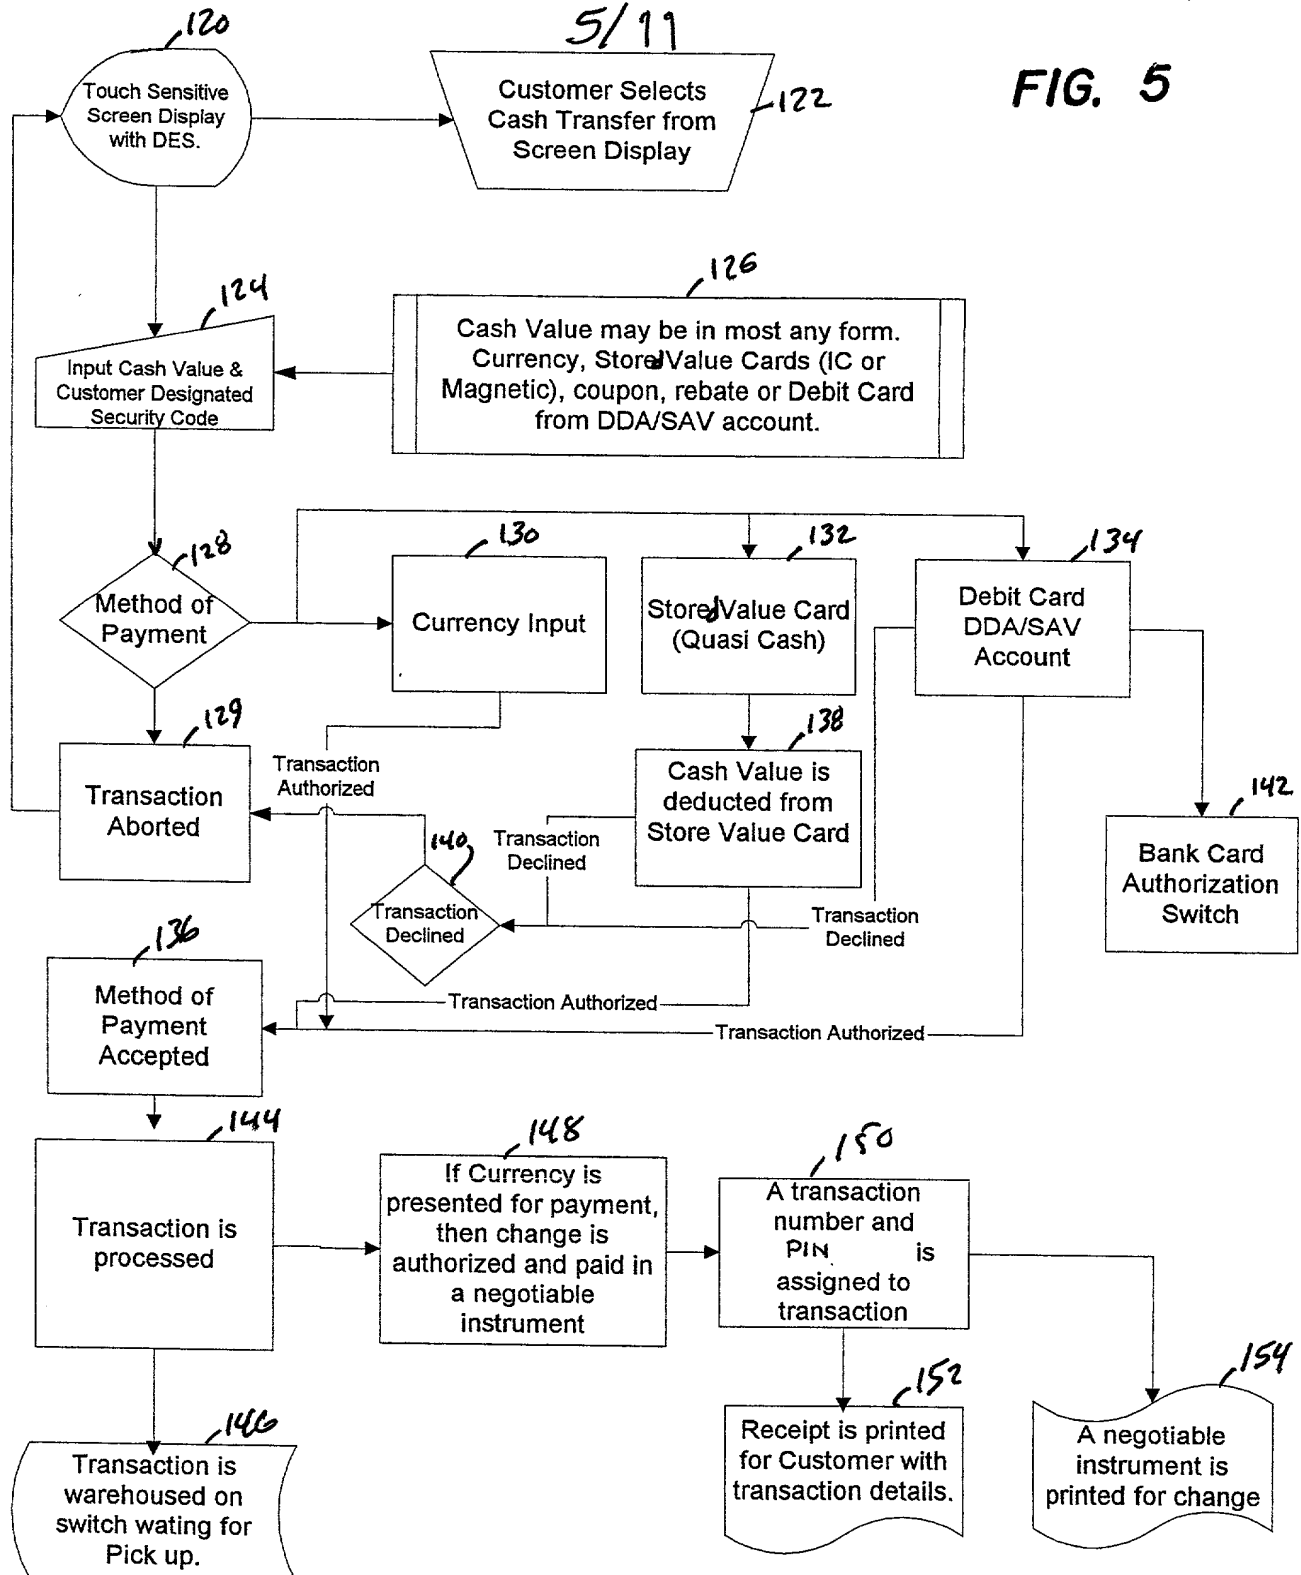 120
5/11
FIG. 5
Touch Sensitive
Screen Display
with DES.
Customer Selects
Cash Transfer from
Screen Display
122
124
126
Input Cash Value &
Customer Designated
Security Code
Cash Value may be in most any form.
Currency, Stored Value Cards (IC or
Magnetic), coupon, rebate or Debit Card
from DDA/SAV account.
128
130
132
134
Method of
Payment
Currency Input
Stored Value Card
(Quasi Cash)
Debit Card
DDA/SAV
Account
129
138
142
Transaction
Aborted
Transaction
Authorized
Cash Value is
deducted from
Store Value Card
140
Transaction
Declined
Transaction
Declined
Transaction
Declined
Bank Card
Authorization
Switch
136
Method of
Payment
Accepted
Transaction Authorized
Transaction Authorized
144
148
150
Transaction is
processed
If Currency is
presented for payment,
then change is
authorized and paid in
a negotiable
instrument
A transaction
number and
PIN is
assigned to
transaction
146
152
154
Transaction is
warehoused on
switch wating for
Pick up.
Receipt is printed
for Customer with
transaction details.
A negotiable
instrument is
printed for change